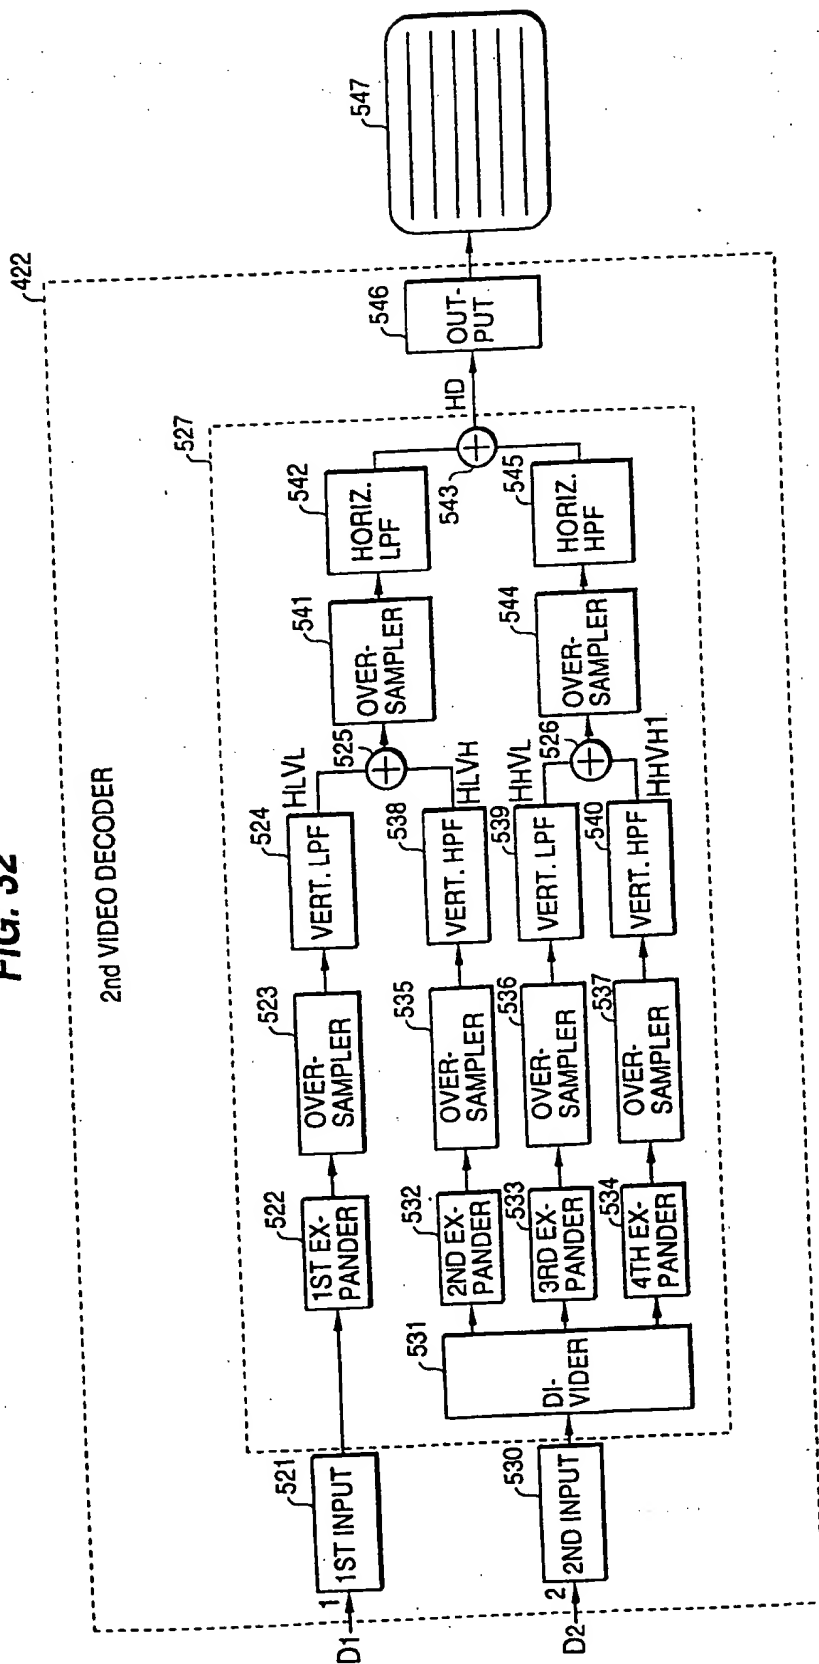 FIG. 32
2nd VIDEO DECODER
422
527
D1
1
521
1ST INPUT
522
1ST EX-
PANDER
523
OVER-
SAMPLER
524
VERT. LPF
HLVL
525
541
OVER-
SAMPLER
542
HORIZ.
LPF
D2
2
530
2ND INPUT
531
DI-
VIDER
532
2ND EX-
PANDER
535
OVER-
SAMPLER
538
VERT. HPF
HLVH
533
3RD EX-
PANDER
536
OVER-
SAMPLER
539
VERT. LPF
HHVL
526
534
4TH EX-
PANDER
537
OVER-
SAMPLER
540
VERT. HPF
HHVH1
544
OVER-
SAMPLER
545
HORIZ.
HPF
543
HD
546
OUT-
PUT
547